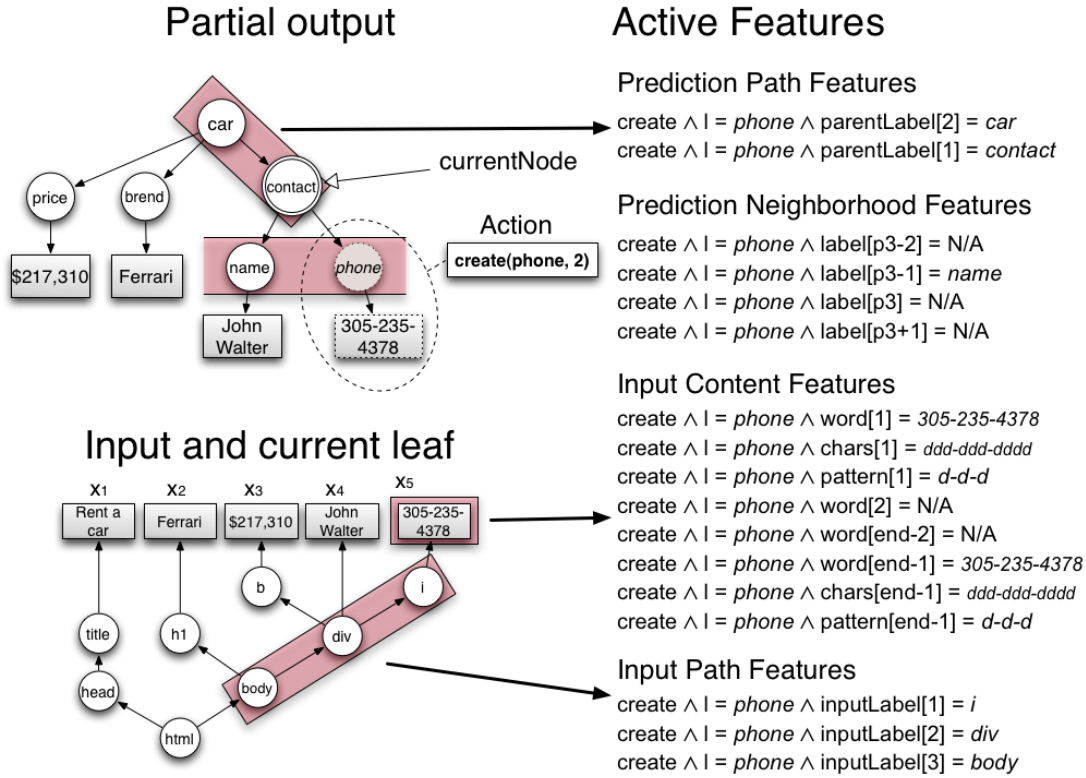 Partial output
car
currentNode
contact
price
brend
Action
create(phone, 2)
name
phone
$217,310
Ferrari
John
Walter
305-235-
4378
Input and current leaf
x1
x2
x3
x4
x5
Rent a
car
Ferrari
$217,310
John
Walter
305-235-
4378
b
i
title
h1
div
head
body
html
Active Features
Prediction Path Features
create ∧ l = phone ∧ parentLabel[2] = car
create ∧ l = phone ∧ parentLabel[1] = contact
Prediction Neighborhood Features
create ∧ l = phone ∧ label[p3-2] = N/A
create ∧ l = phone ∧ label[p3-1] = name
create ∧ l = phone ∧ label[p3] = N/A
create ∧ l = phone ∧ label[p3+1] = N/A
Input Content Features
create ∧ l = phone ∧ word[1] = 305-235-4378
create ∧ l = phone ∧ chars[1] = ddd-ddd-dddd
create ∧ l = phone ∧ pattern[1] = d-d-d
create ∧ l = phone ∧ word[2] = N/A
create ∧ l = phone ∧ word[end-2] = N/A
create ∧ l = phone ∧ word[end-1] = 305-235-4378
create ∧ l = phone ∧ chars[end-1] = ddd-ddd-dddd
create ∧ l = phone ∧ pattern[end-1] = d-d-d
Input Path Features
create ∧ l = phone ∧ inputLabel[1] = i
create ∧ l = phone ∧ inputLabel[2] = div
create ∧ l = phone ∧ inputLabel[3] = body